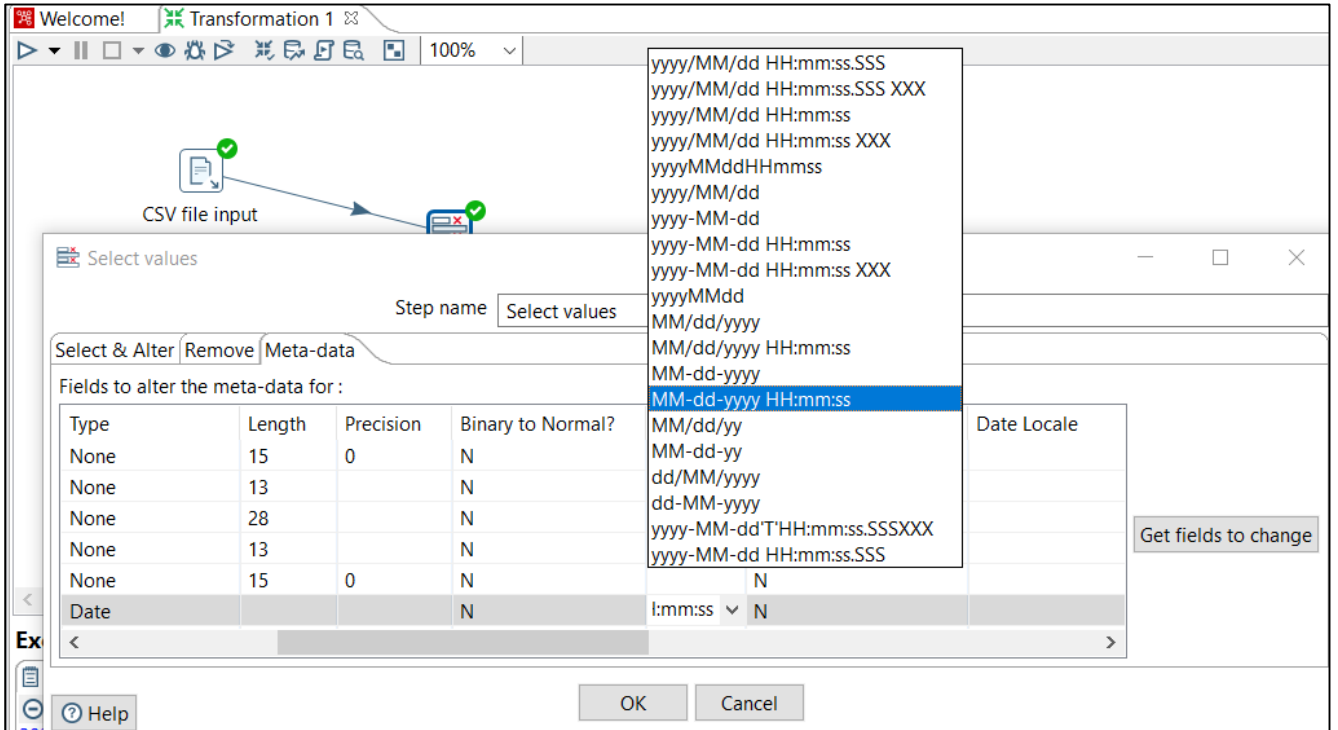 Welcome! Transformation 1
100%
yyyy/MM/dd HH:mm:ss.SSS
yyyy/MM/dd HH:mm:ss.SSS XXX
yyyy/MM/dd HH:mm:ss
yyyy/MM/dd HH:mm:ss XXX
yyyyMMddHHmmss
yyyy/MM/dd
yyyy-MM-dd
yyyy-MM-dd HH:mm:ss
yyyy-MM-dd HH:mm:ss XXX
yyyyMMdd
MM/dd/yyyy
MM/dd/yyyy HH:mm:ss
MM-dd-yyyy
MM-dd-yyyy HH:mm:ss
MM/dd/yy
MM-dd-yy
dd/MM/yyyy
dd-MM-yyyy
yyyy-MM-dd'T'HH:mm:ss.SSSXXX
yyyy-MM-dd HH:mm:ss.SSS
CSV file input
Select values
Step name Select values
Select & Alter Remove Meta-data
Fields to alter the meta-data for :
Type Length Precision Binary to Normal? Date Locale
None 15 0 N
None 13 N
None 28 N
None 13 N
None 15 0 N N
Date N :mm:ss N
Get fields to change
Ex
Help
OK Cancel